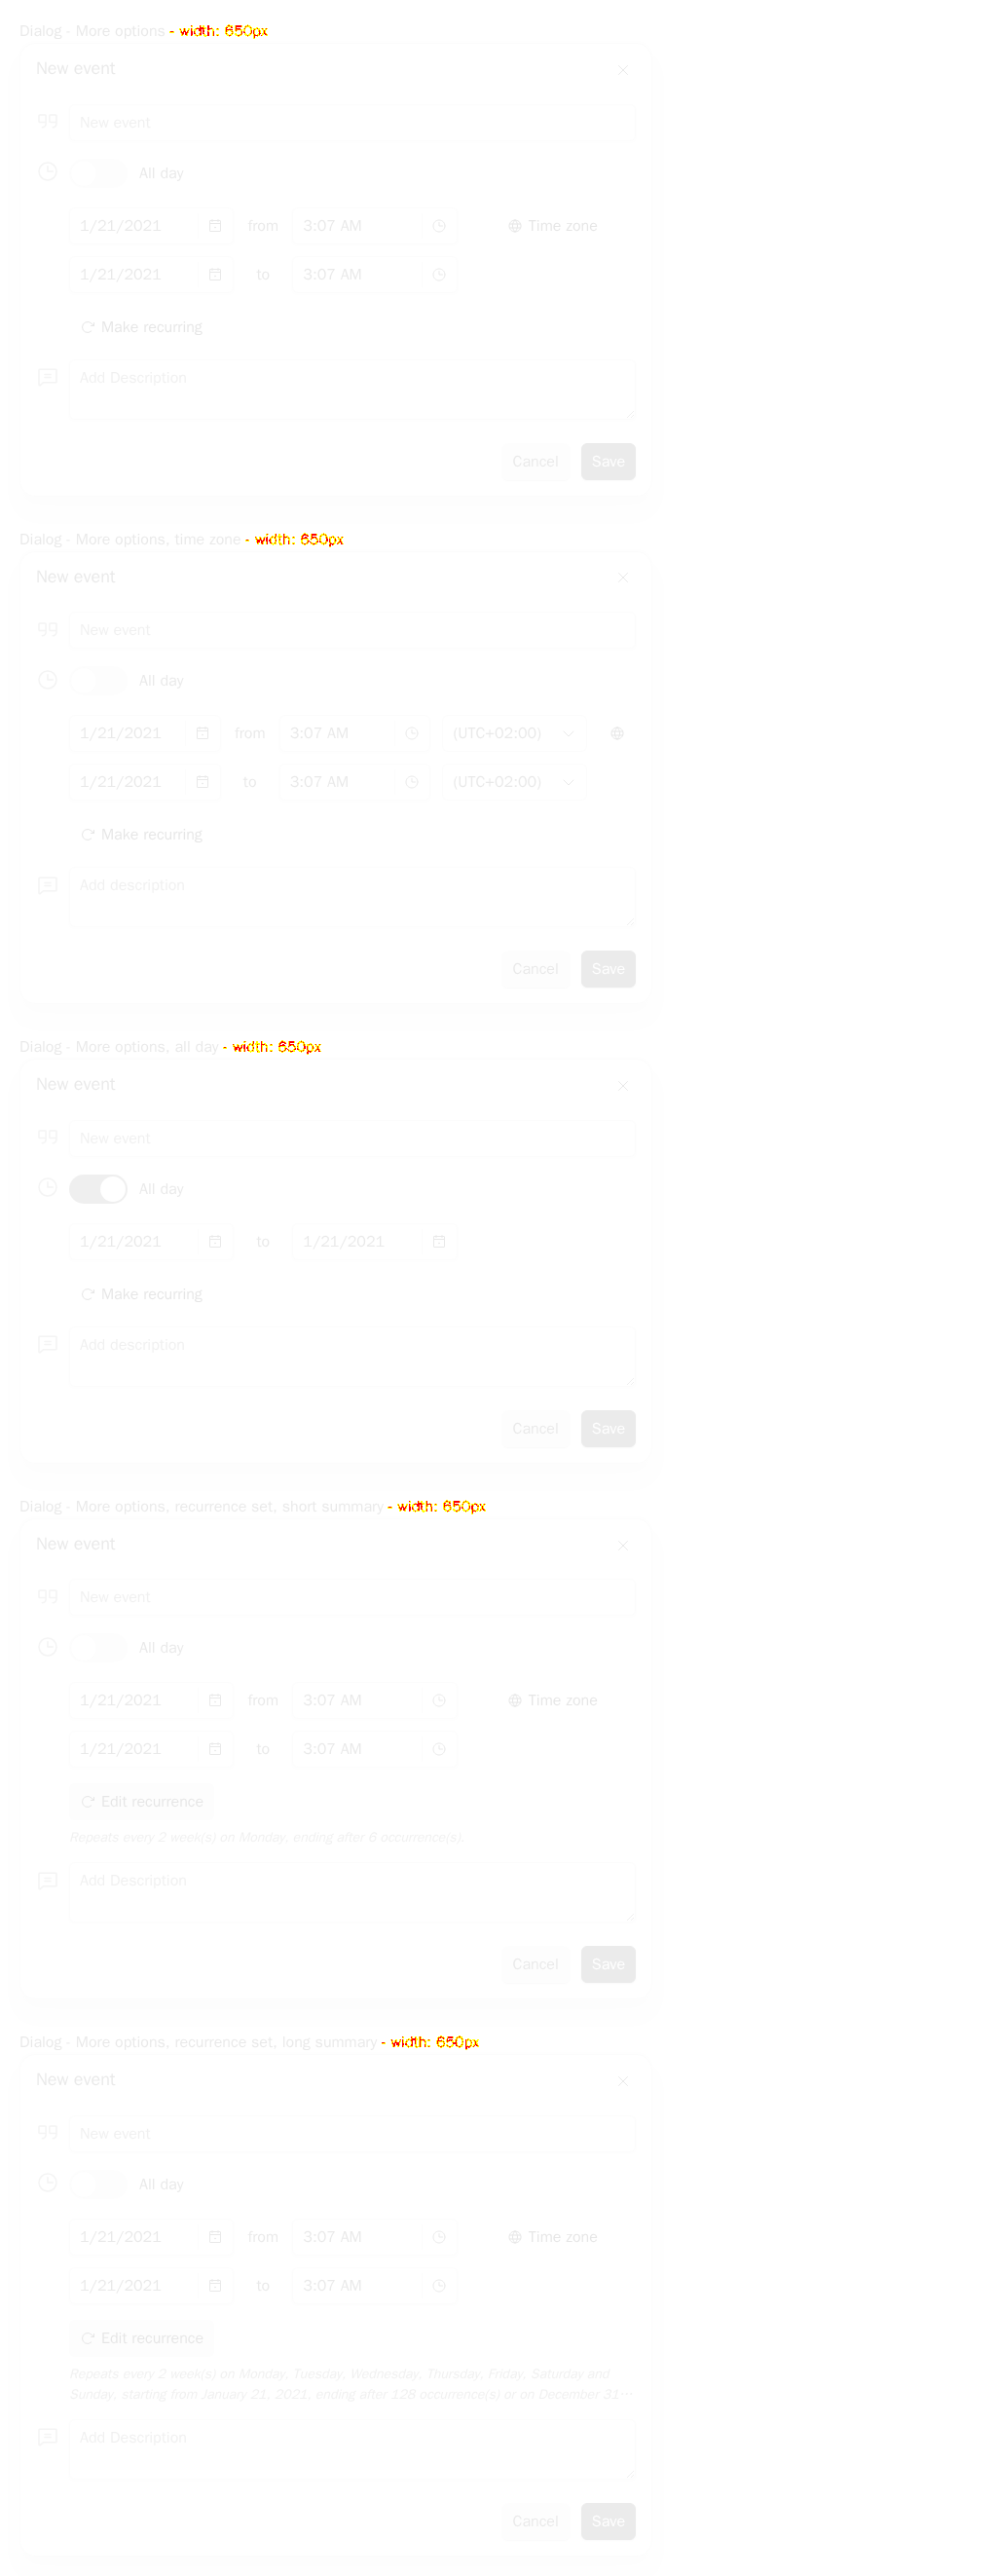 Dialog - More options - width: 650px
New event
New event
All day
1/21/2021 from 3:07 AM Time zone
1/21/2021 to 3:07 AM
Make recurring
Add Description
Cancel Save
Dialog - More options, time zone - width: 650px
New event
New event
All day
1/21/2021 from 3:07 AM (UTC+02:00)
1/21/2021 to 3:07 AM (UTC+02:00)
Make recurring
Add description
Cancel Save
Dialog - More options, all day - width: 650px
New event
New event
All day
1/21/2021 to 1/21/2021
Make recurring
Add description
Cancel Save
Dialog - More options, recurrence set, short summary - width: 650px
New event
New event
All day
1/21/2021 from 3:07 AM Time zone
1/21/2021 to 3:07 AM
Edit recurrence
Repeats every 2 week(s) on Monday, ending after 6 occurrence(s).
Add Description
Cancel Save
Dialog - More options, recurrence set, long summary - width: 650px
New event
New event
All day
1/21/2021 from 3:07 AM Time zone
1/21/2021 to 3:07 AM
Edit recurrence
Repeats every 2 week(s) on Monday, Tuesday, Wednesday, Thursday, Friday, Saturday and
Sunday, starting from January 21, 2021, ending after 128 occurrence(s) or on December 31…
Add Description
Cancel Save